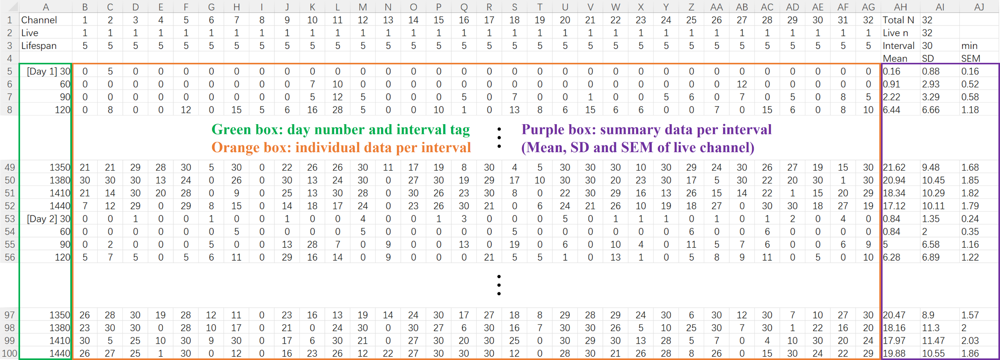 A B C D E F G H I J K L M N O P Q R S T U V W X Y Z AA AB AC AD AE AF AG AH AI AJ
1 Channel 1 2 3 4 5 6 7 8 9 10 11 12 13 14 15 16 17 18 19 20 21 22 23 24 25 26 27 28 29 30 31 32 Total N 32
2 Live 1 1 1 1 1 1 1 1 1 1 1 1 1 1 1 1 1 1 1 1 1 1 1 1 1 1 1 1 1 1 1 1 Live n 32
3 Lifespan 5 5 5 5 5 5 5 5 5 5 5 5 5 5 5 5 5 5 5 5 5 5 5 5 5 5 5 5 5 5 5 5 Interval 30 min
4 Mean SD SEM
5 [Day 1] 30 0 5 0 0 0 0 0 0 0 0 0 0 0 0 0 0 0 0 0 0 0 0 0 0 0 0 0 0 0 0 0 0 0.16 0.88 0.16
6 60 0 0 0 0 0 0 0 0 0 7 10 0 0 0 0 0 0 0 0 0 0 0 0 0 0 0 12 0 0 0 0 0 0.91 2.93 0.52
7 90 0 0 0 0 0 0 0 0 0 5 12 5 0 0 0 5 0 7 0 0 1 0 0 5 6 0 7 0 5 0 8 5 2.22 3.29 0.58
8 120 0 8 0 0 12 0 15 5 6 16 28 5 0 0 10 1 0 13 8 6 15 6 6 0 0 7 0 15 6 0 8 10 6.44 6.66 1.18
Green box: day number and interval tag
Orange box: individual data per interval
Purple box: summary data per interval
(Mean, SD and SEM of live channel)
49 1350 21 21 29 28 30 5 30 0 22 26 26 30 11 17 19 8 30 4 5 30 30 30 10 30 29 24 30 26 27 19 15 30 21.62 9.48 1.68
50 1380 30 30 30 13 24 0 26 0 30 13 24 30 0 27 30 19 29 17 10 30 30 20 23 30 17 5 30 22 20 30 1 30 20.94 10.45 1.85
51 1410 21 14 30 20 28 0 9 0 25 13 30 28 0 30 26 23 30 8 0 22 30 29 16 13 26 15 14 22 1 15 20 29 18.34 10.29 1.82
52 1440 7 12 29 0 29 8 15 0 14 18 17 24 0 23 26 30 21 0 6 24 21 26 10 19 18 27 0 30 30 18 27 19 17.12 10.11 1.79
53 [Day 2] 30 0 0 1 0 0 1 0 0 1 0 0 4 0 0 1 3 0 0 0 5 0 1 1 1 0 1 0 1 2 0 4 0 0.84 1.35 0.24
54 60 0 0 0 0 0 0 5 0 0 0 0 5 0 0 0 0 0 5 0 0 0 0 0 0 6 0 0 6 0 0 0 0 0.84 2 0.35
55 90 0 2 0 0 0 5 0 0 13 28 7 0 9 0 0 13 0 19 0 6 0 10 4 0 11 5 7 6 0 0 6 9 5 6.58 1.16
56 120 5 7 5 0 5 6 11 0 29 16 14 0 9 0 0 0 21 5 5 1 0 13 1 0 5 8 9 11 0 5 0 10 6.28 6.89 1.22
97 1350 26 28 30 19 28 12 11 0 23 16 13 19 14 24 30 17 27 18 8 29 28 29 24 30 6 30 12 30 7 10 27 30 20.47 8.9 1.57
98 1380 23 30 30 0 28 10 17 0 21 0 24 30 0 30 27 6 30 16 7 30 30 26 5 10 25 30 7 30 1 22 16 20 18.16 11.3 2
99 1410 30 5 25 10 30 9 30 0 17 6 30 21 0 27 30 20 30 25 0 30 29 30 13 28 5 7 0 4 10 30 20 24 17.97 11.47 2.03
100 1440 26 27 25 1 30 0 12 0 16 23 26 12 22 27 30 30 30 12 0 28 30 21 26 28 8 26 0 15 30 24 22 29 19.88 10.55 1.86